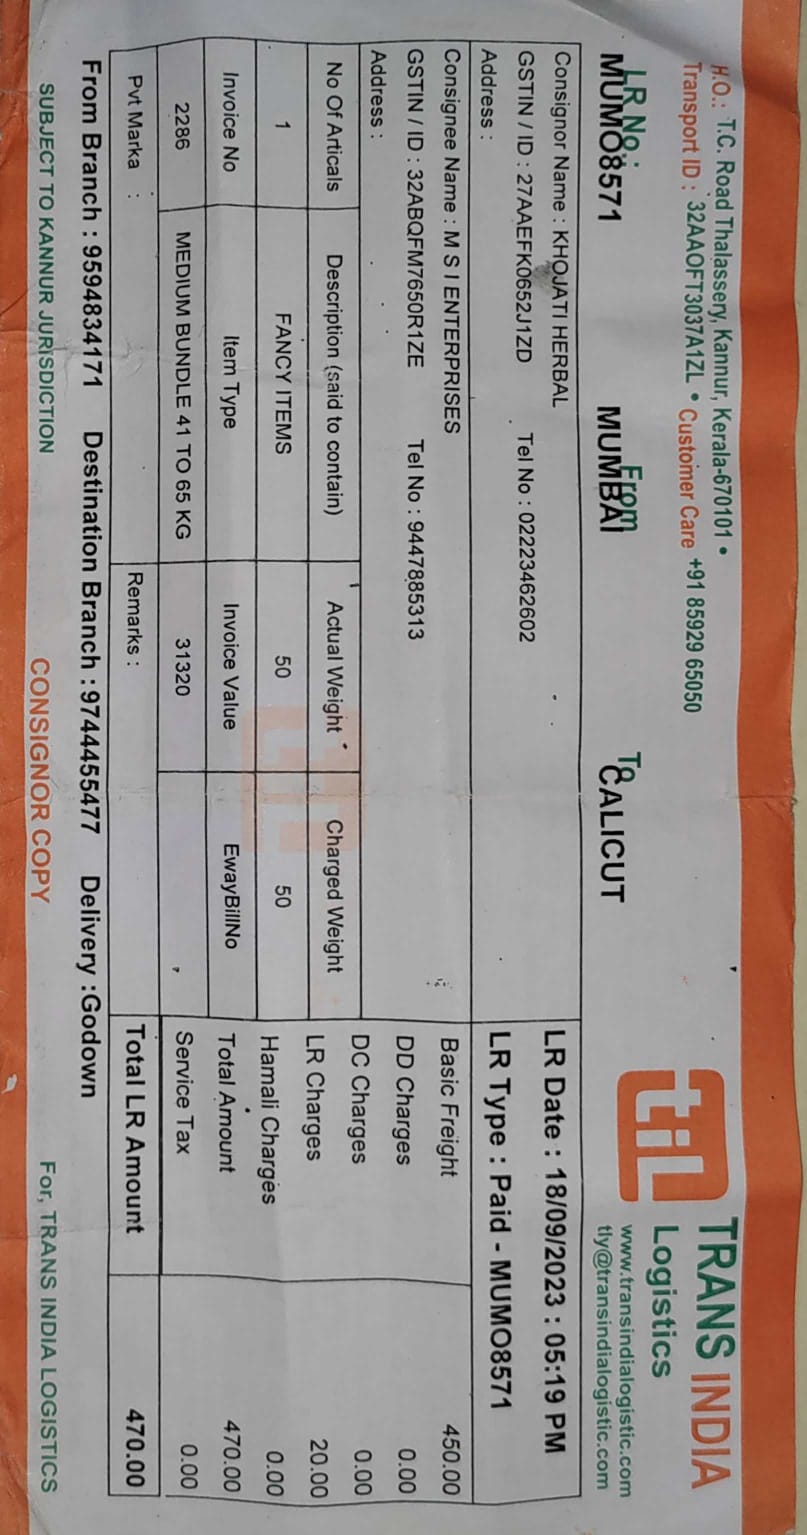 TRANS INDIA
Logistics
H.O.: T.C. Road Thalassery, Kannur, Kerala-670101 •
Transport ID : 32AAOFT3037A1ZL • Customer Care +91 85929 65050
www.transindialogistic.com
tly@transindialogistic.com
LR No.: From To
MUMO8571 MUMBAI CALICUT
LR Date : 18/09/2023 : 05:19 PM
LR Type : Paid - MUMO8571
Consignor Name : KHOJATI HERBAL
GSTIN / ID : 27AAEFK0652J1ZD Tel No : 02223462602
Address :
Consignee Name : M S I ENTERPRISES
GSTIN / ID : 32ABQFM7650R1ZE Tel No : 9447885313
Address :
Basic Freight 450.00
DD Charges 0.00
DC Charges 0.00
LR Charges 20.00
Hamali Charges 0.00
Total Amount 470.00
Service Tax 0.00
Total LR Amount 470.00
No Of Articals Description (said to contain) Actual Weight Charged Weight
1 FANCY ITEMS 50 50
Invoice No Item Type Invoice Value EwayBillNo
2286 MEDIUM BUNDLE 41 TO 65 KG 31320
Pvt Marka : Remarks :
From Branch : 9594834171 Destination Branch : 9744455477 Delivery :Godown
SUBJECT TO KANNUR JURISDICTION CONSIGNOR COPY For, TRANS INDIA LOGISTICS